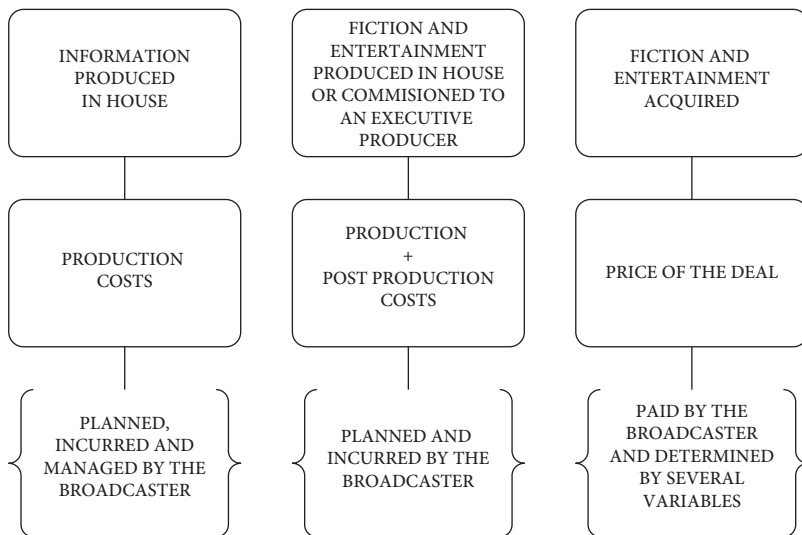 INFORMATION
PRODUCED
IN HOUSE
FICTION AND
ENTERTAINMENT
PRODUCED IN HOUSE
OR COMMISIONED TO
AN EXECUTIVE
PRODUCER
FICTION AND
ENTERTAINMENT
ACQUIRED
PRODUCTION
COSTS
PRODUCTION
+
POST PRODUCTION
COSTS
PRICE OF THE DEAL
PLANNED,
INCURRED AND
MANAGED BY THE
BROADCASTER
PLANNED AND
INCURRED BY THE
BROADCASTER
PAID BY THE
BROADCASTER
AND DETERMINED
BY SEVERAL
VARIABLES